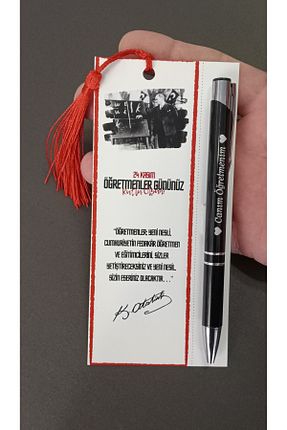 24 KASIM
ÖĞRETMENLER GÜNÜNÜZ
Kutlu Olsun
"ÖĞRETMENLER: YENİ NESLİ,
CUMHURİYETİN FEDAKÂR ÖĞRETMEN
VE EĞİTİMCİLERİNİ, SİZLER
YETİŞTİRECEKSİNİZ VE YENİ NESİL,
SİZİN ESERİNİZ OLACAKTIR..."
K. Atatürk
Canım Öğretmenim